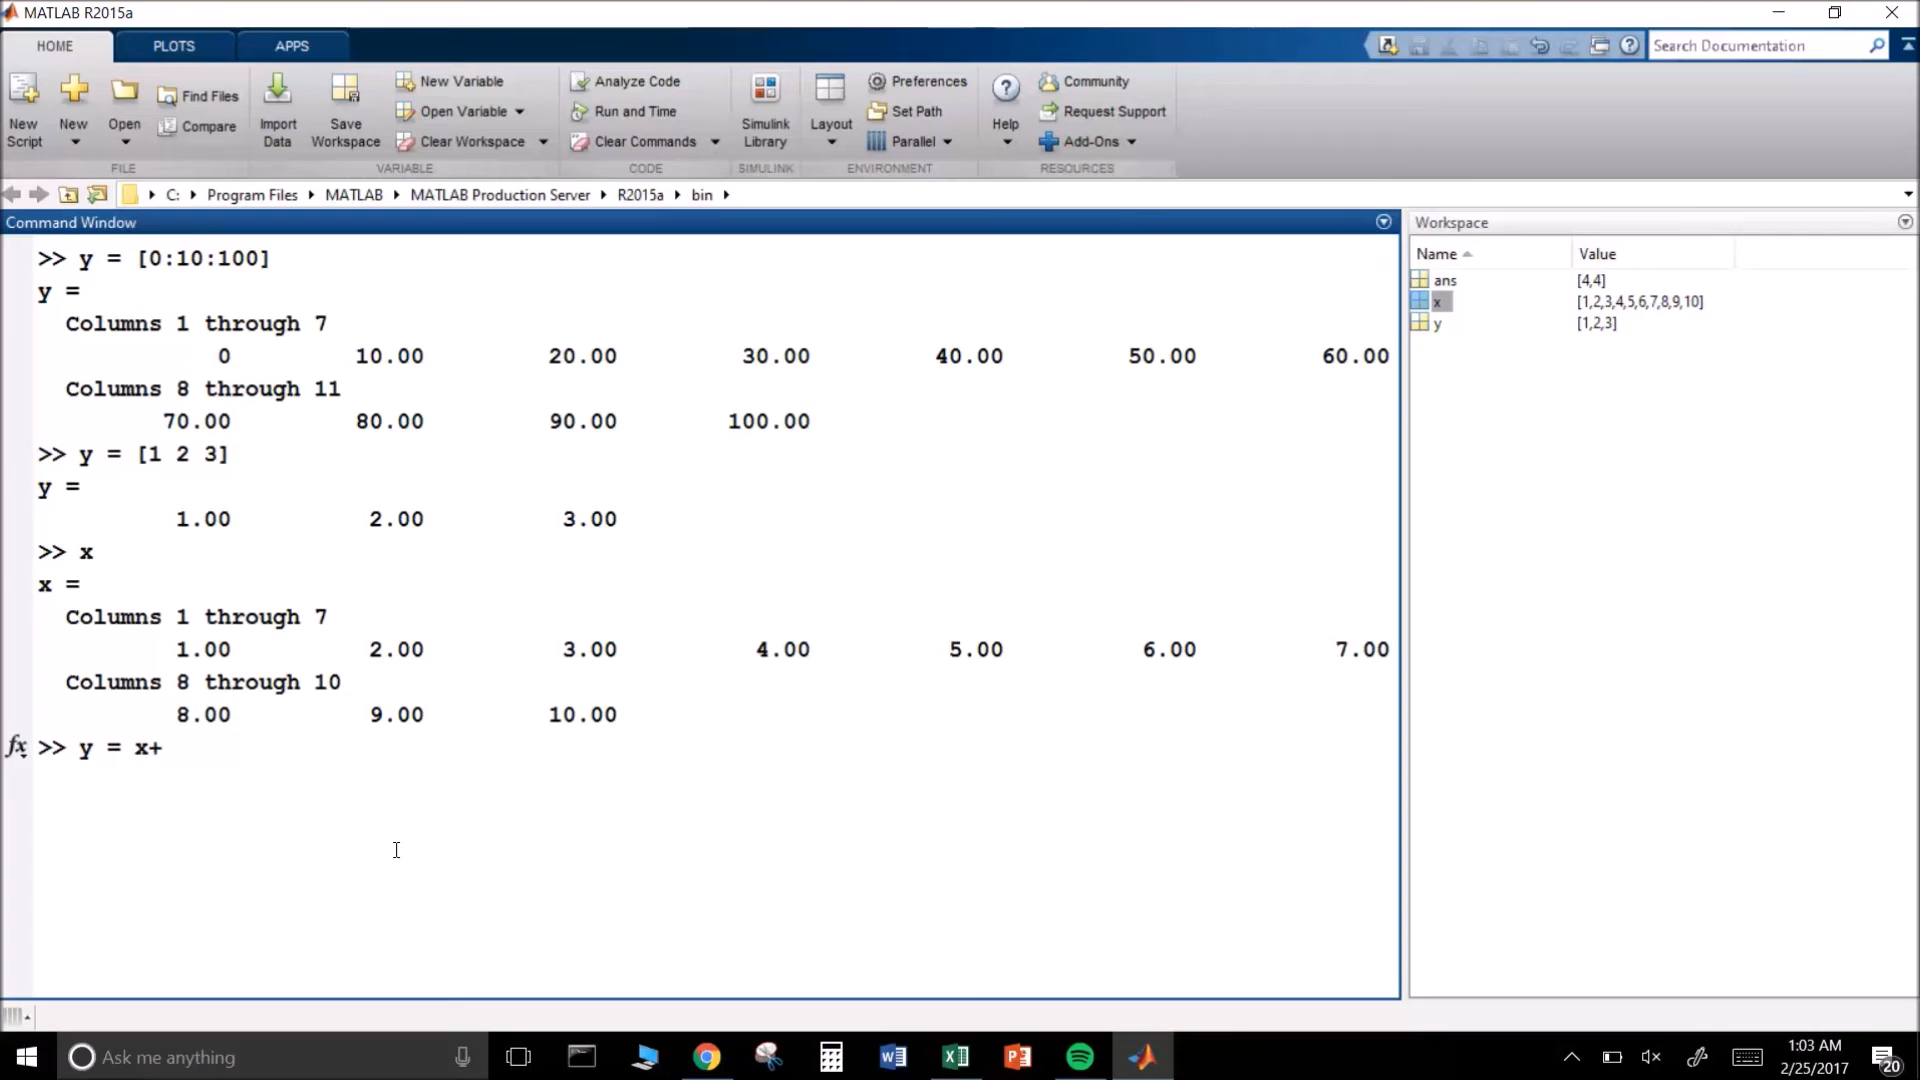 MATLAB R2015a
HOME PLOTS APPS
Search Documentation
New Script
New
Open
Find Files
Compare
FILE
Import Data
Save Workspace
New Variable
Open Variable
Clear Workspace
VARIABLE
Analyze Code
Run and Time
Clear Commands
CODE
Simulink Library
SIMULINK
Layout
Preferences
Set Path
Parallel
ENVIRONMENT
Help
Community
Request Support
Add-Ons
RESOURCES
C: Program Files MATLAB MATLAB Production Server R2015a bin
Command Window
>> y = [0:10:100]
y =
Columns 1 through 7
0 10.00 20.00 30.00 40.00 50.00 60.00
Columns 8 through 11
70.00 80.00 90.00 100.00
>> y = [1 2 3]
y =
1.00 2.00 3.00
>> x
x =
Columns 1 through 7
1.00 2.00 3.00 4.00 5.00 6.00 7.00
Columns 8 through 10
8.00 9.00 10.00
fx >> y = x+
Workspace
Name Value
ans [4,4]
x [1,2,3,4,5,6,7,8,9,10]
y [1,2,3]
Ask me anything
1:03 AM
2/25/2017
20